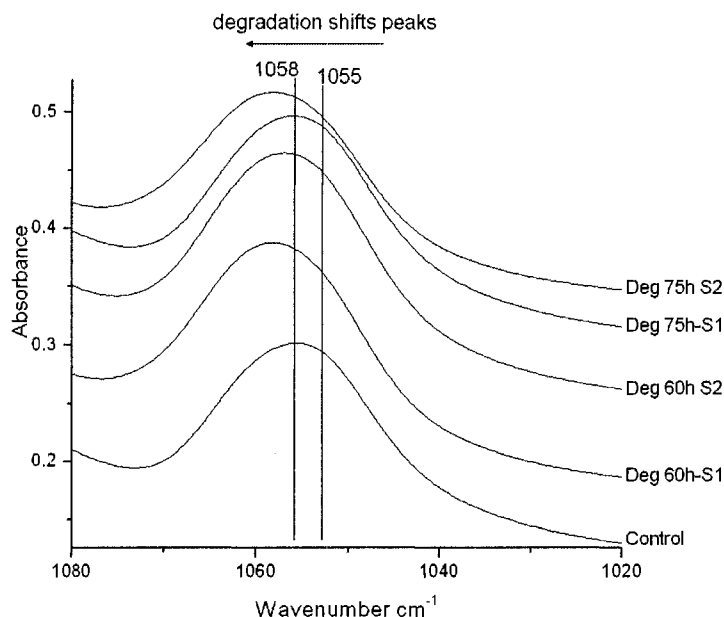 degradation shifts peaks
1058
1055
0.5
0.4
0.3
0.2
Absorbance
Deg 75h S2
Deg 75h-S1
Deg 60h S2
Deg 60h-S1
Control
1080
1060
1040
1020
Wavenumber cm⁻¹